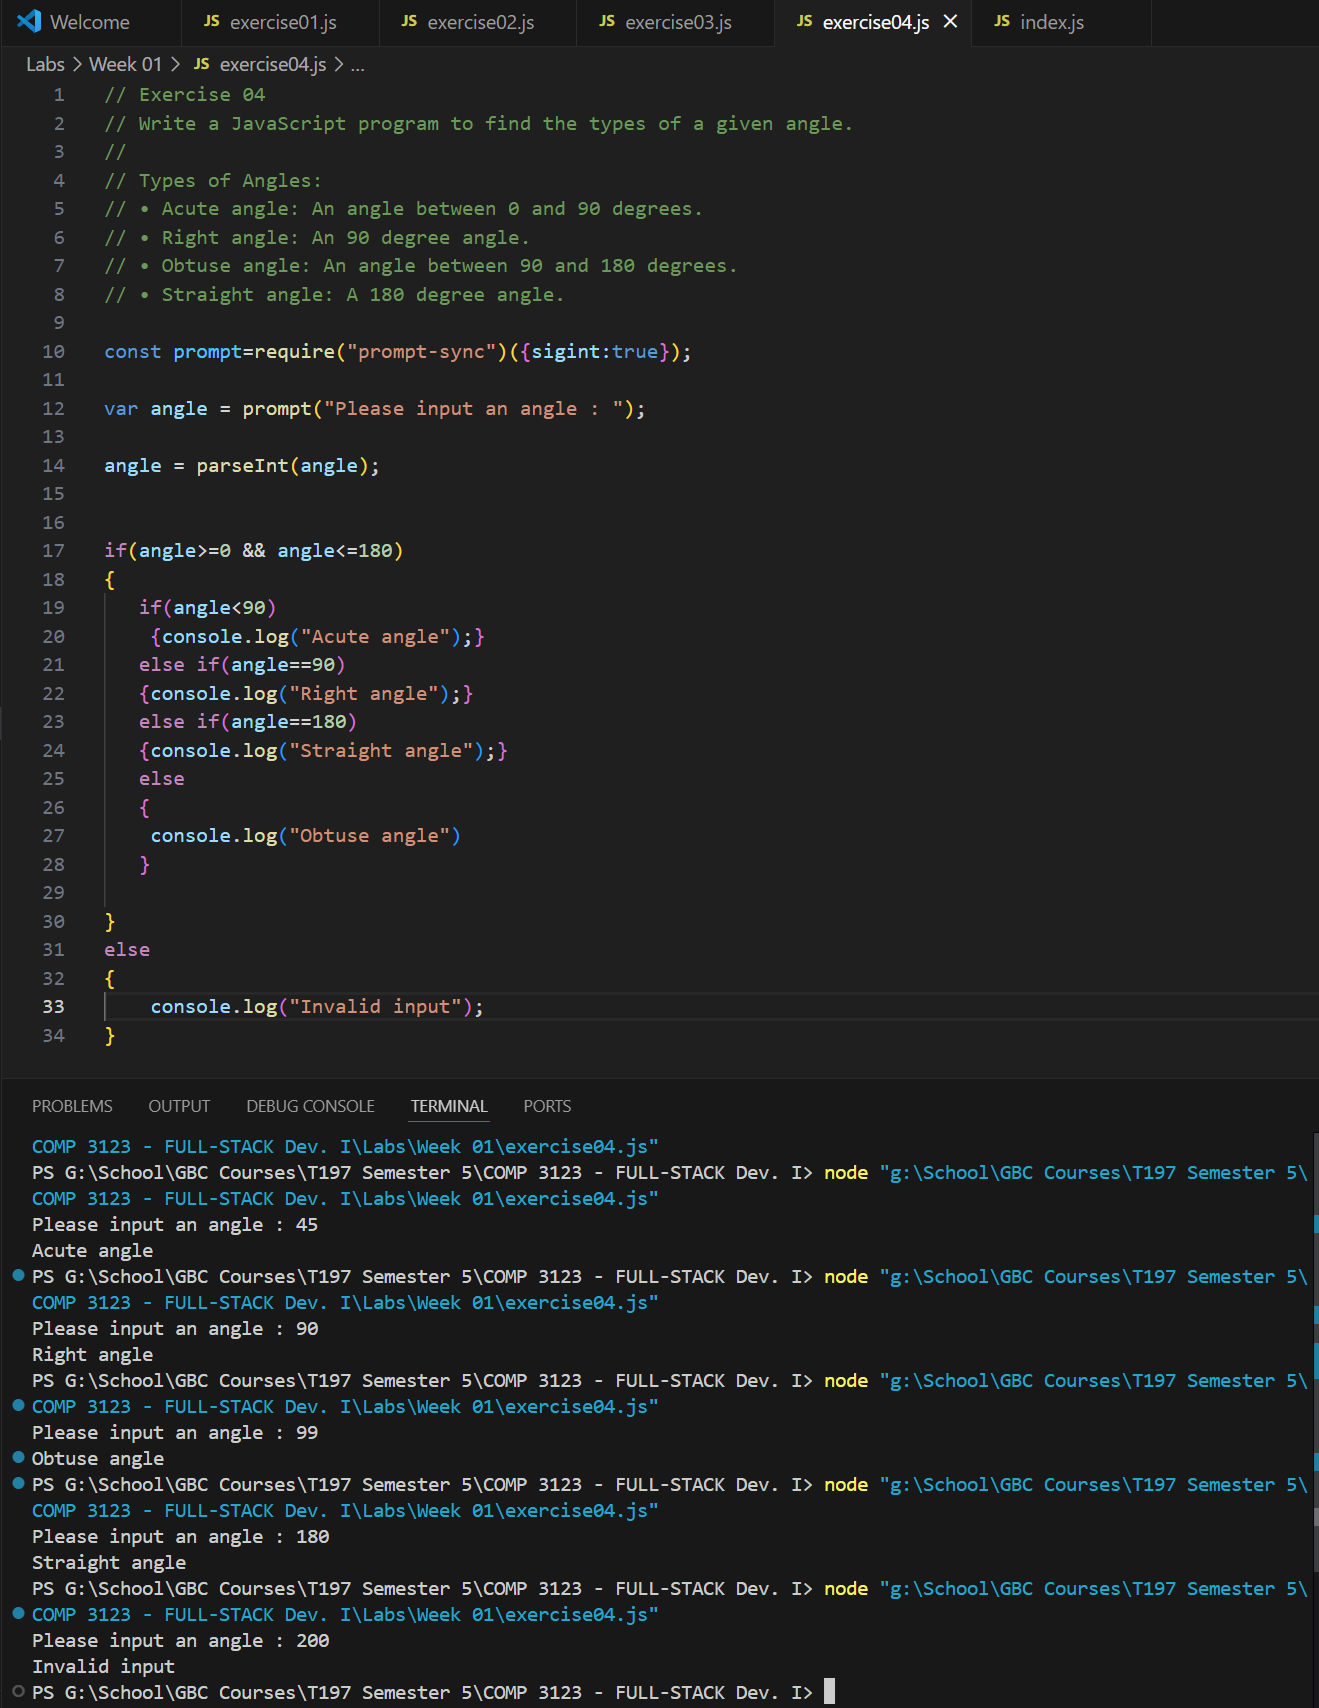 Welcome
JS exercise01.js
JS exercise02.js
JS exercise03.js
JS exercise04.js
JS index.js
Labs > Week 01 > JS exercise04.js > ...
1 // Exercise 04
2 // Write a JavaScript program to find the types of a given angle.
3 //
4 // Types of Angles:
5 // • Acute angle: An angle between 0 and 90 degrees.
6 // • Right angle: An 90 degree angle.
7 // • Obtuse angle: An angle between 90 and 180 degrees.
8 // • Straight angle: A 180 degree angle.
9
10 const prompt=require("prompt-sync")({sigint:true});
11
12 var angle = prompt("Please input an angle : ");
13
14 angle = parseInt(angle);
15
16
17 if(angle>=0 && angle<=180)
18 {
19    if(angle<90)
20     {console.log("Acute angle");}
21    else if(angle==90)
22    {console.log("Right angle");}
23    else if(angle==180)
24    {console.log("Straight angle");}
25    else
26    {
27     console.log("Obtuse angle")
28    }
29
30 }
31 else
32 {
33     console.log("Invalid input");
34 }
PROBLEMS OUTPUT DEBUG CONSOLE TERMINAL PORTS
COMP 3123 - FULL-STACK Dev. I\Labs\Week 01\exercise04.js"
PS G:\School\GBC Courses\T197 Semester 5\COMP 3123 - FULL-STACK Dev. I> node "g:\School\GBC Courses\T197 Semester 5\
COMP 3123 - FULL-STACK Dev. I\Labs\Week 01\exercise04.js"
Please input an angle : 45
Acute angle
PS G:\School\GBC Courses\T197 Semester 5\COMP 3123 - FULL-STACK Dev. I> node "g:\School\GBC Courses\T197 Semester 5\
COMP 3123 - FULL-STACK Dev. I\Labs\Week 01\exercise04.js"
Please input an angle : 90
Right angle
PS G:\School\GBC Courses\T197 Semester 5\COMP 3123 - FULL-STACK Dev. I> node "g:\School\GBC Courses\T197 Semester 5\
COMP 3123 - FULL-STACK Dev. I\Labs\Week 01\exercise04.js"
Please input an angle : 99
Obtuse angle
PS G:\School\GBC Courses\T197 Semester 5\COMP 3123 - FULL-STACK Dev. I> node "g:\School\GBC Courses\T197 Semester 5\
COMP 3123 - FULL-STACK Dev. I\Labs\Week 01\exercise04.js"
Please input an angle : 180
Straight angle
PS G:\School\GBC Courses\T197 Semester 5\COMP 3123 - FULL-STACK Dev. I> node "g:\School\GBC Courses\T197 Semester 5\
COMP 3123 - FULL-STACK Dev. I\Labs\Week 01\exercise04.js"
Please input an angle : 200
Invalid input
PS G:\School\GBC Courses\T197 Semester 5\COMP 3123 - FULL-STACK Dev. I>